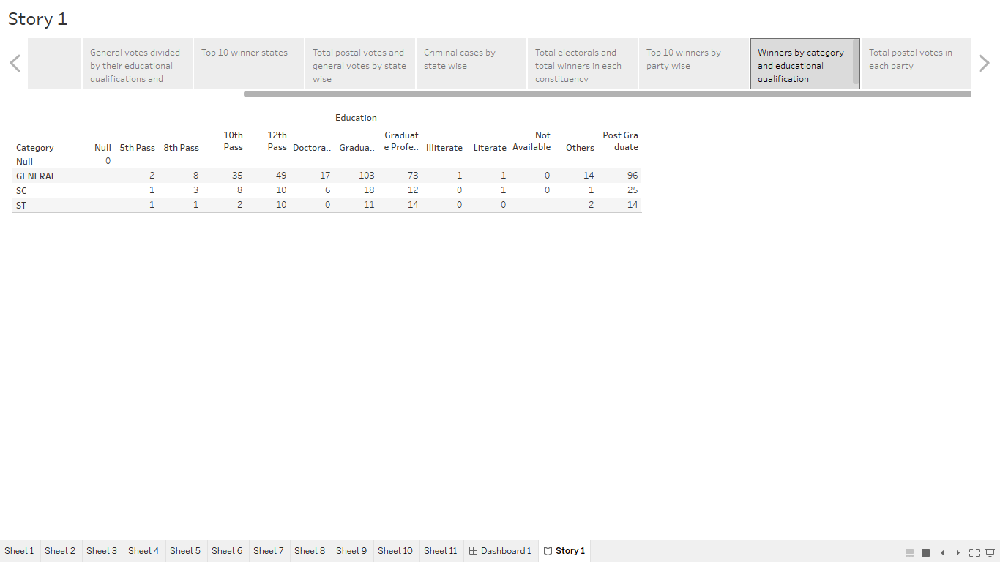 Story 1
General votes divided
by their educational
qualifications and
Top 10 winner states
Total postal votes and
general votes by state
wise
Criminal cases by
state wise
Total electorals and
total winners in each
constituency
Top 10 winners by
party wise
Winners by category
and educational
qualification
Total postal votes in
each party
Education
Category Null 5th Pass 8th Pass 10th Pass 12th Pass Doctora.. Gradua.. Graduat e Profe.. Illiterate Literate Not Available Others Post Gra duate
Null 0
GENERAL 2 8 35 49 17 103 73 1 1 0 14 96
SC 1 3 8 10 6 18 12 0 1 0 1 25
ST 1 1 2 10 0 11 14 0 0 2 14
Sheet 1 Sheet 2 Sheet 3 Sheet 4 Sheet 5 Sheet 6 Sheet 7 Sheet 8 Sheet 9 Sheet 10 Sheet 11 Dashboard 1 Story 1